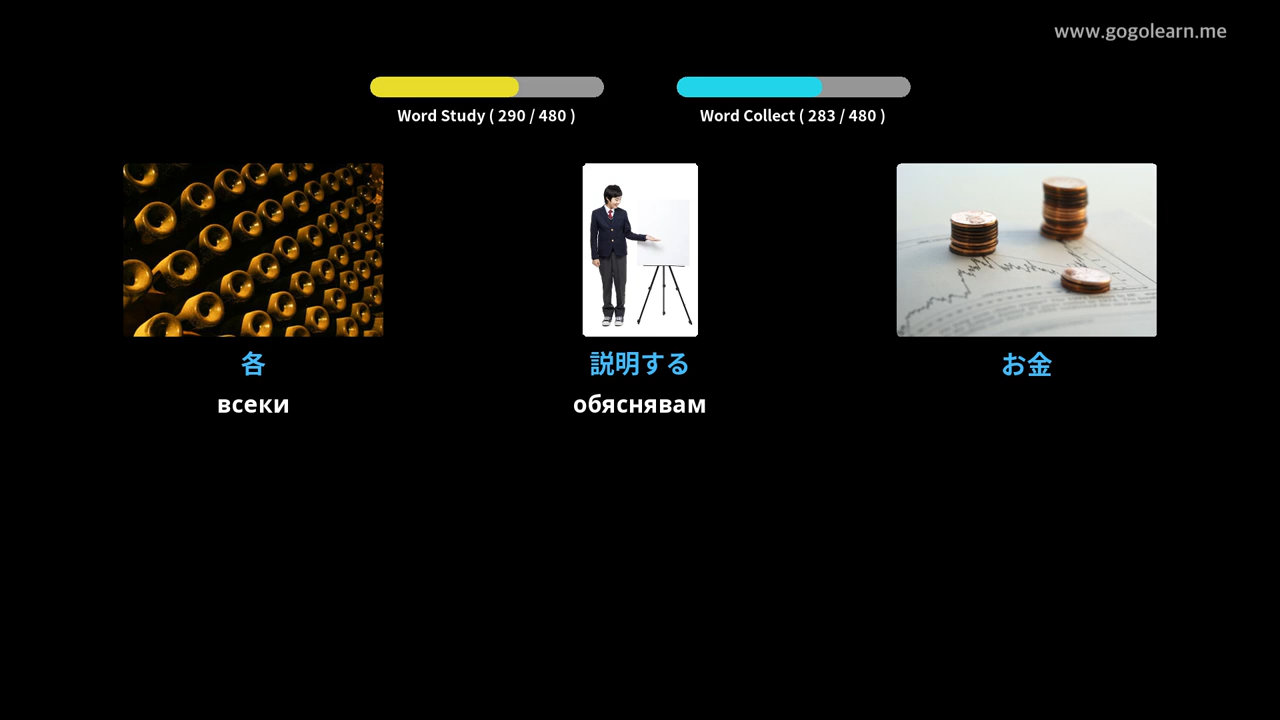 www.gogolearn.me
Word Study ( 290 / 480 )
Word Collect ( 283 / 480 )
各
説明する
お金
всеки
обяснявам